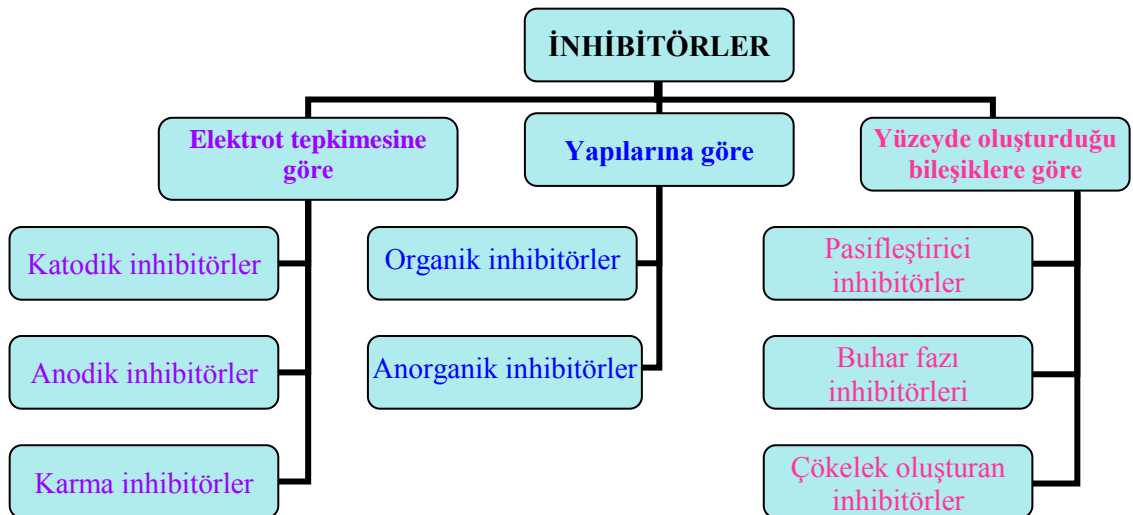 İNHİBİTÖRLER
Elektrot tepkimesine
göre
Katodik inhibitörler
Anodik inhibitörler
Karma inhibitörler
Yapılarına göre
Organik inhibitörler
Anorganik inhibitörler
Yüzeyde oluşturduğu
bileşiklere göre
Pasifleştirici
inhibitörler
Buhar fazı
inhibitörleri
Çökelek oluşturan
inhibitörler